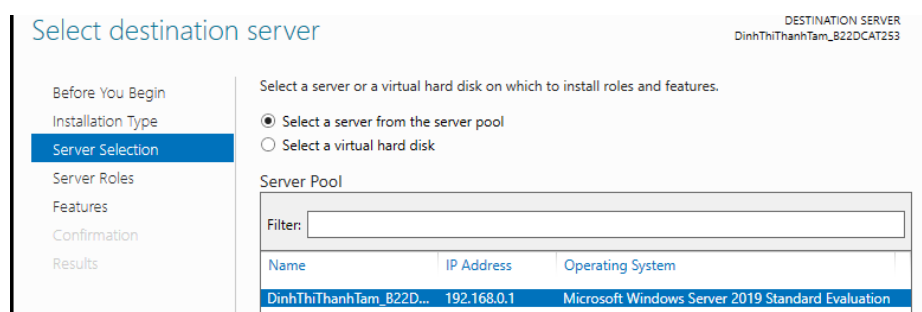 Select destination server
DESTINATION SERVER
DinhThiThanhTam_B22DCAT253
Before You Begin
Installation Type
Server Selection
Server Roles
Features
Confirmation
Results
Select a server or a virtual hard disk on which to install roles and features.
Select a server from the server pool
Select a virtual hard disk
Server Pool
Filter:
Name IP Address Operating System
DinhThiThanhTam_B22D... 192.168.0.1 Microsoft Windows Server 2019 Standard Evaluation